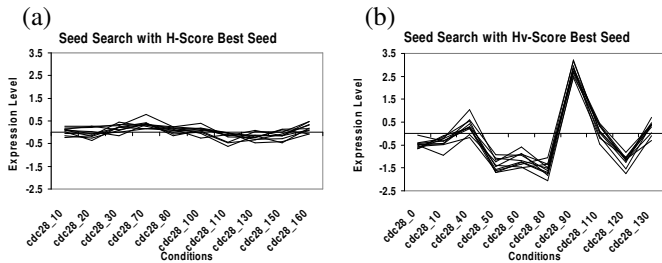 (a)
Seed Search with H-Score Best Seed
Expression Level
3.5
2.5
1.5
0.5
-0.5
-1.5
-2.5
cdc28_10
cdc28_20
cdc28_30
cdc28_70
cdc28_80
cdc28_100
cdc28_110
cdc28_130
cdc28_150
cdc28_160
Conditions
(b)
Seed Search with Hv-Score Best Seed
Expression Level
3.5
2.5
1.5
0.5
-0.5
-1.5
-2.5
cdc28_0
cdc28_10
cdc28_40
cdc28_50
cdc28_60
cdc28_80
cdc28_90
cdc28_110
cdc28_120
cdc28_130
Conditions